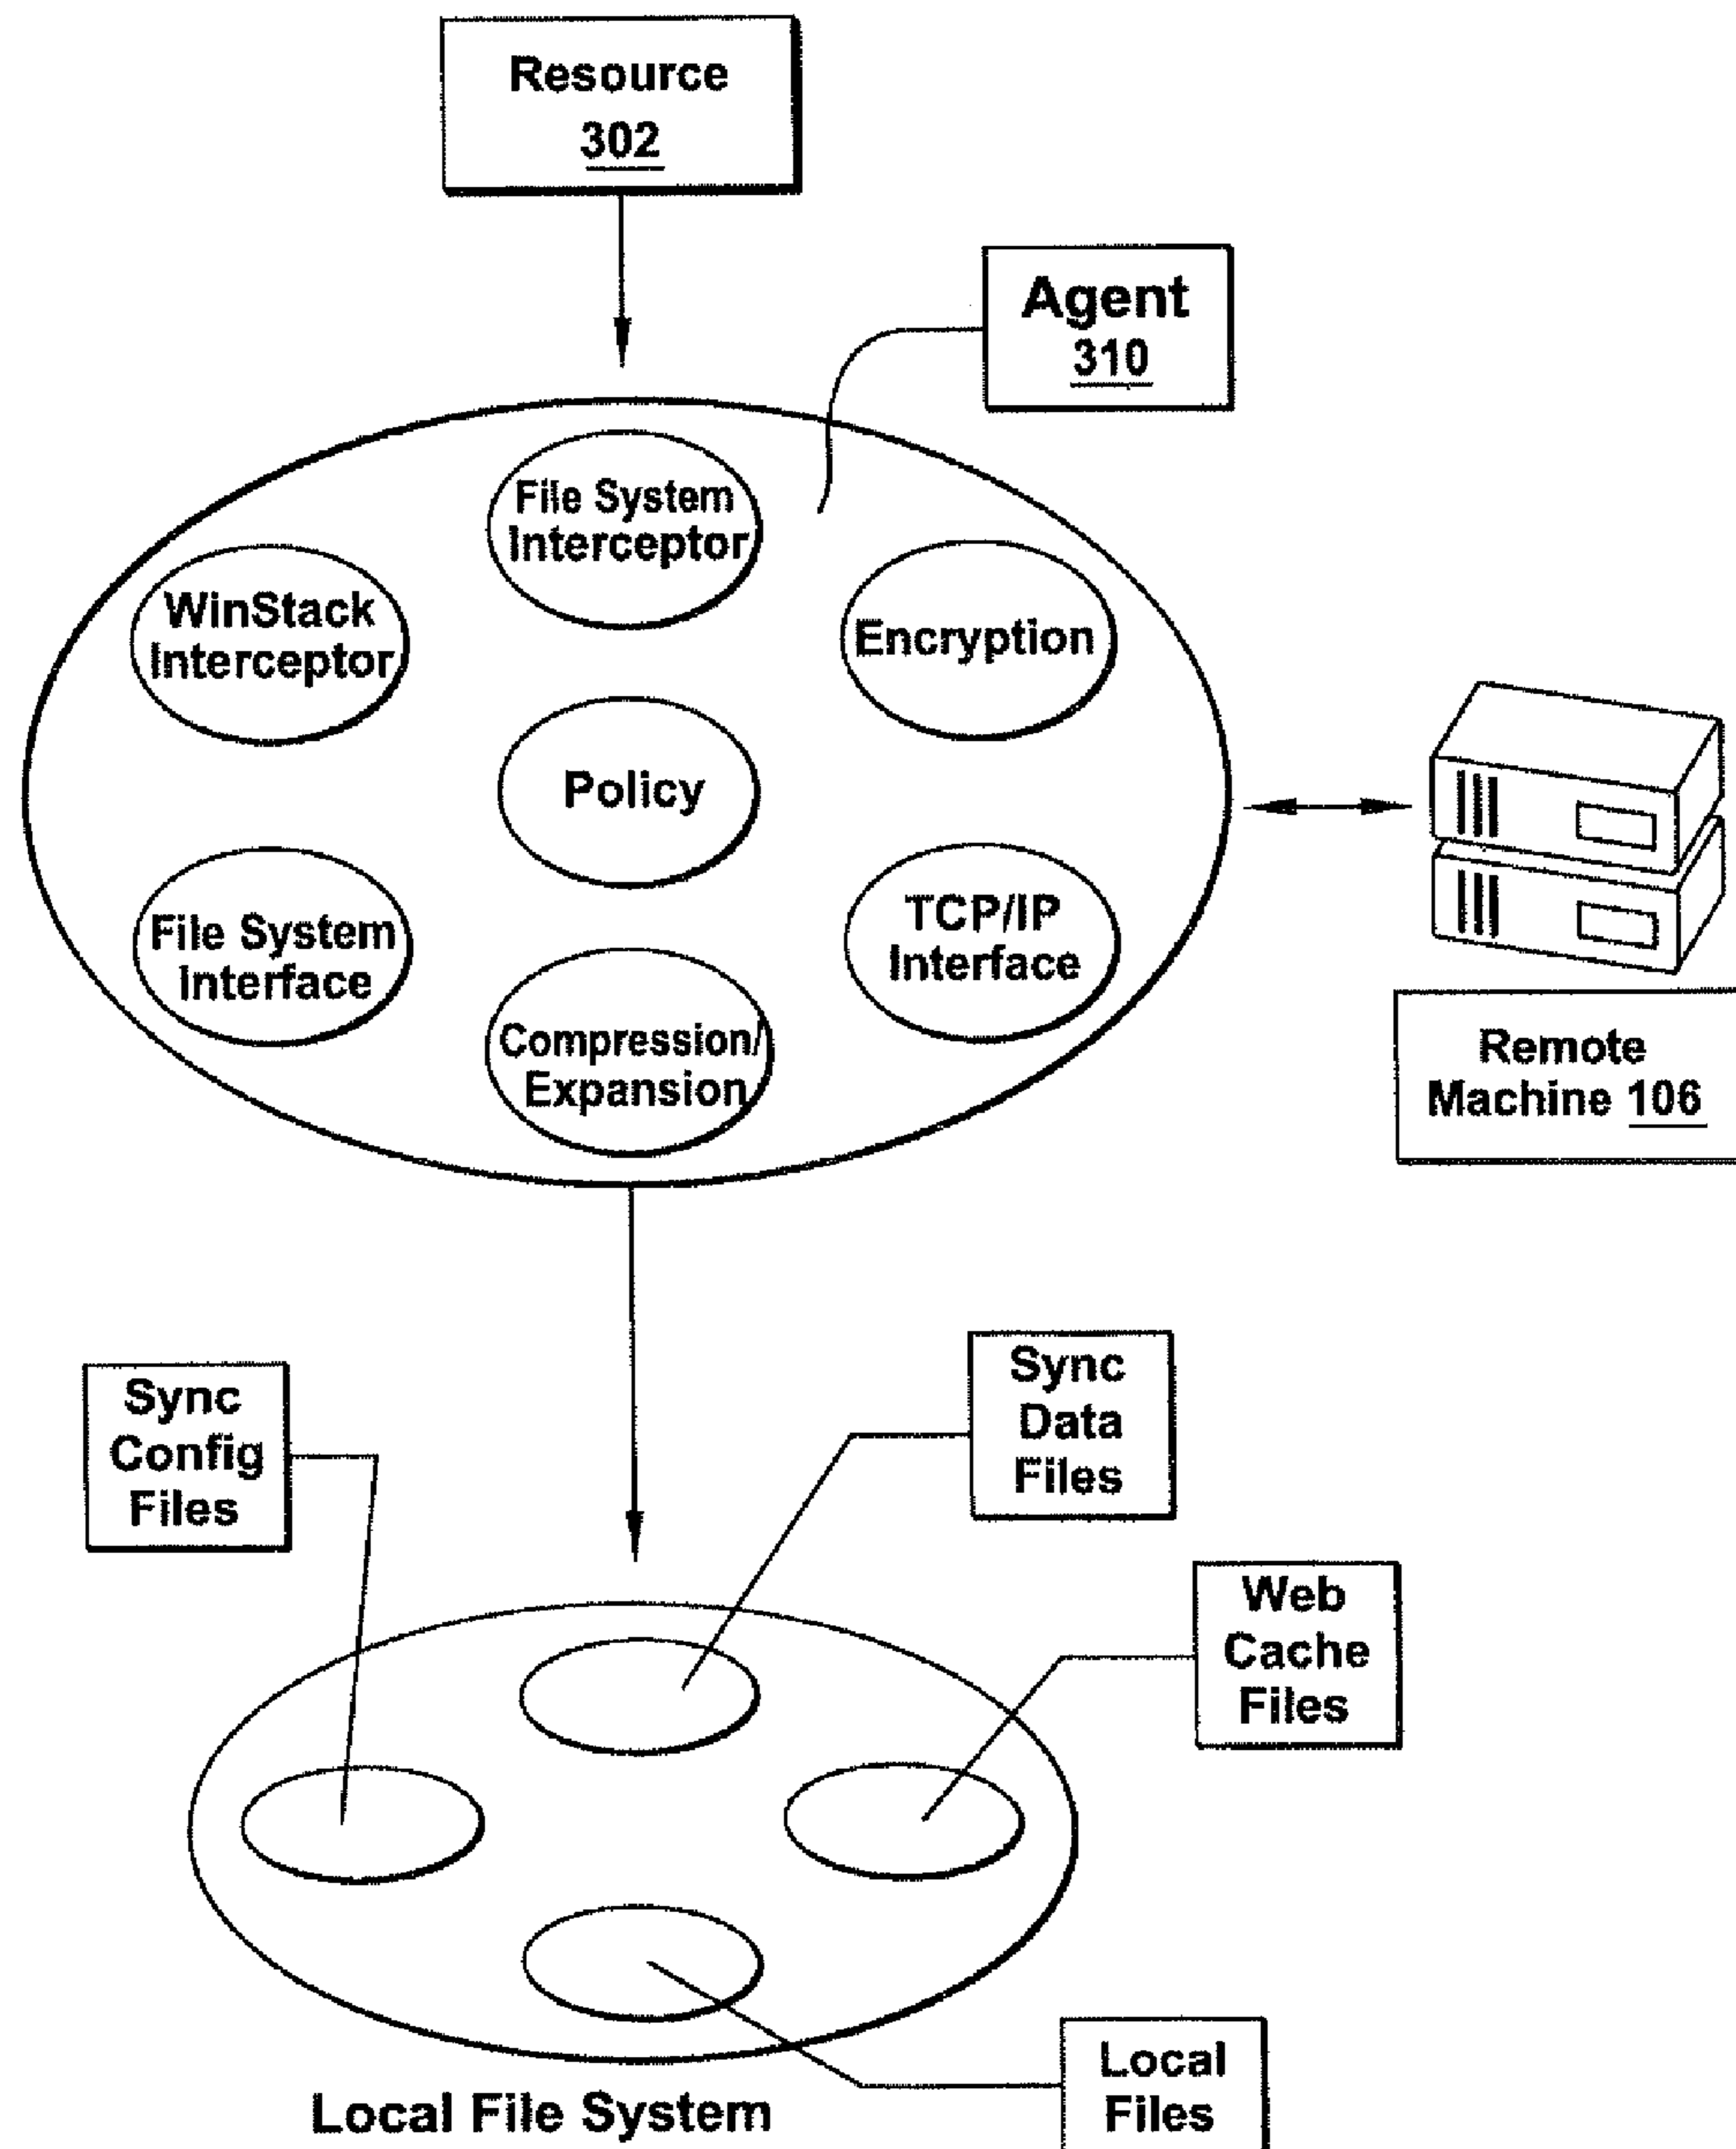 Resource
302
Agent
310
File System
Interceptor
WinStack
Interceptor
Encryption
Policy
File System
Interface
TCP/IP
Interface
Compression/
Expansion
Remote
Machine 106
Sync
Config
Files
Sync
Data
Files
Web
Cache
Files
Local
Files
Local File System